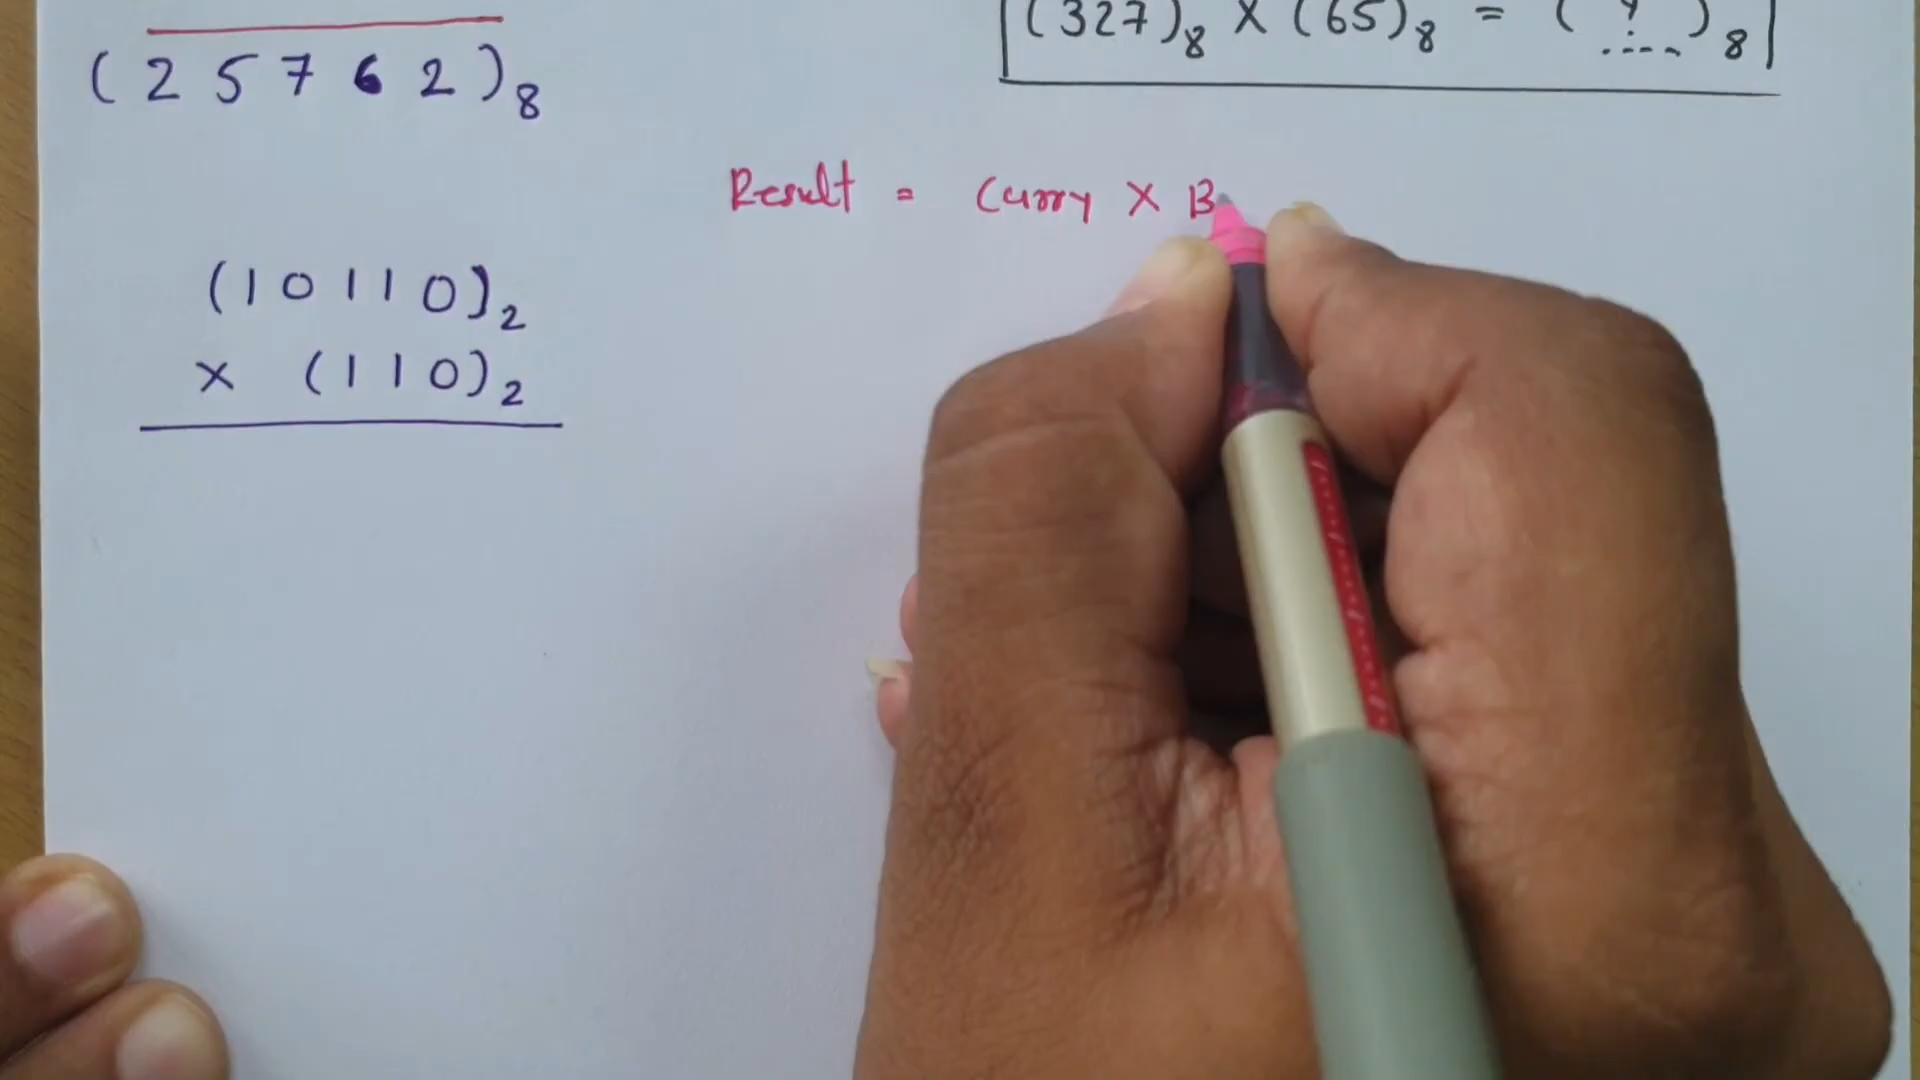 (25762)₈
(327)₈ X (65)₈ = (?)₈
Result = Carry X B
(10110)₂
x (110)₂